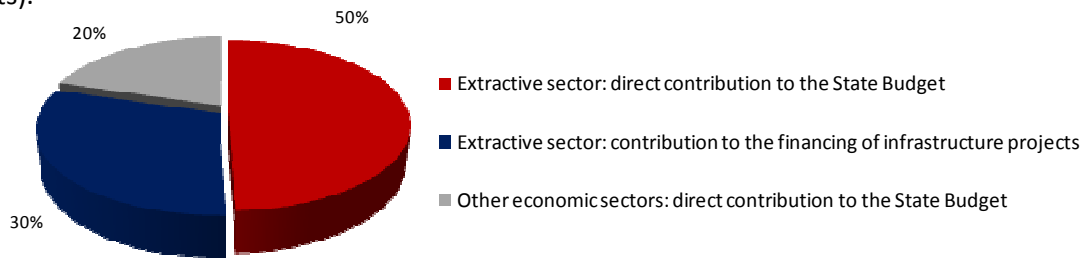 50%
20%
Extractive sector: direct contribution to the State Budget
Extractive sector: contribution to the financing of infrastructure projects
Other economic sectors: direct contribution to the State Budget
30%